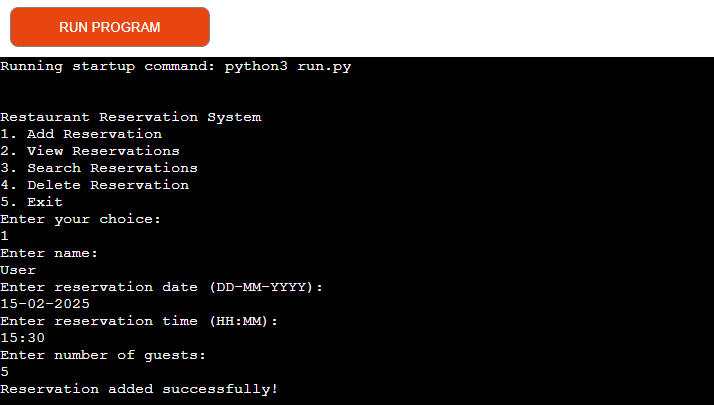 RUN PROGRAM
Running startup command: python3 run.py
Restaurant Reservation System
1. Add Reservation
2. View Reservations
3. Search Reservations
4. Delete Reservation
5. Exit
Enter your choice:
1
Enter name:
User
Enter reservation date (DD-MM-YYYY):
15-02-2025
Enter reservation time (HH:MM):
15:30
Enter number of guests:
5
Reservation added successfully!